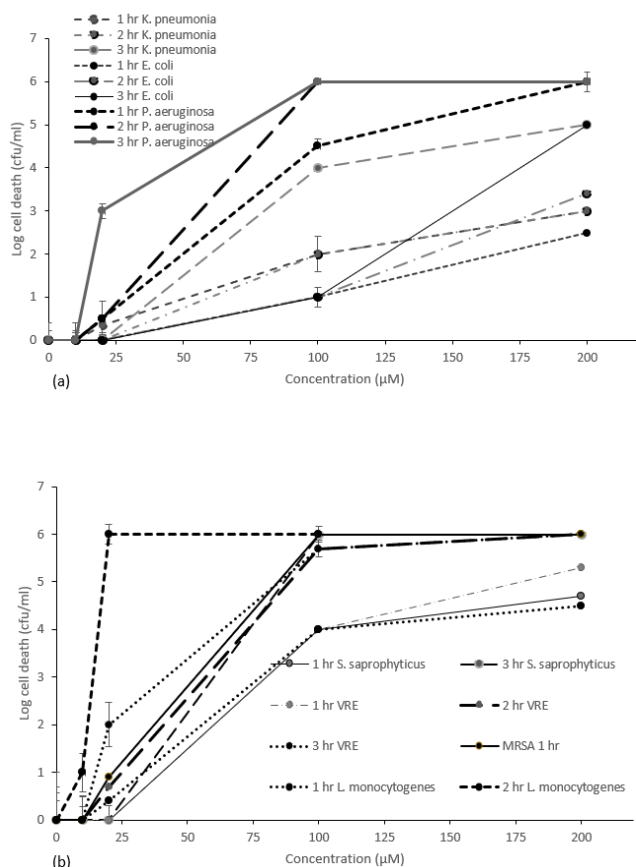 1 hr K. pneumonia
2 hr K. pneumonia
3 hr K. pneumonia
1 hr E. coli
2 hr E. coli
3 hr E. coli
1 hr P. aeruginosa
2 hr P. aeruginosa
3 hr P. aeruginosa
Log cell death (cfu/ml)
7
6
5
4
3
2
1
0
0 25 50 75 100 125 150 175 200
(a)
Concentration (µM)
Log cell death (cfu/ml)
7
6
5
4
3
2
1
0
1 hr S. saprophyticus 3 hr S. saprophyticus
1 hr VRE 2 hr VRE
3 hr VRE MRSA 1 hr
1 hr L. monocytogenes 2 hr L. monocytogenes
0 25 50 75 100 125 150 175 200
(b)
Concentration (µM)